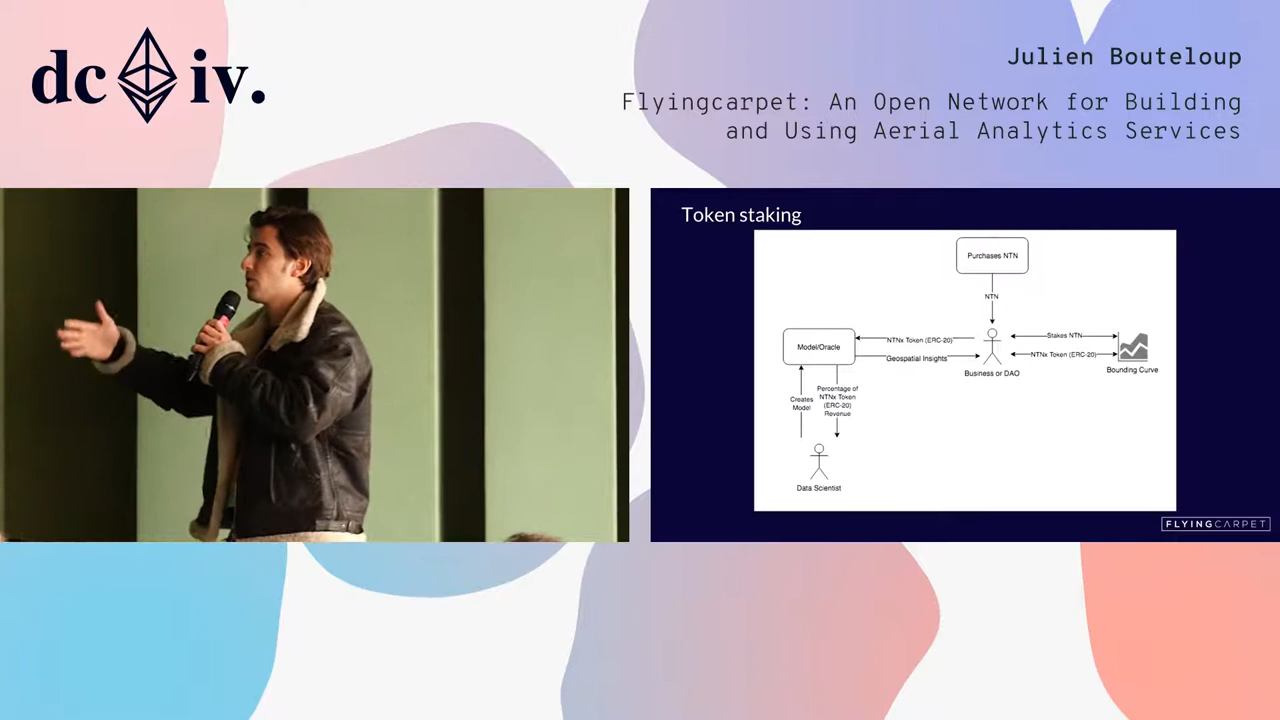 dc iv.
Julien Bouteloup
Flyingcarpet: An Open Network for Building
and Using Aerial Analytics Services
Token staking
Purchases NTN
NTN
Model/Oracle
NTNx Token (ERC-20)
Geospatial Insights
Business or DAO
Stakes NTN
NTNx Token (ERC-20)
Bounding Curve
Creates
Model
Percentage of
NTNx Token
(ERC-20)
Revenue
Data Scientist
FLYINGCARPET